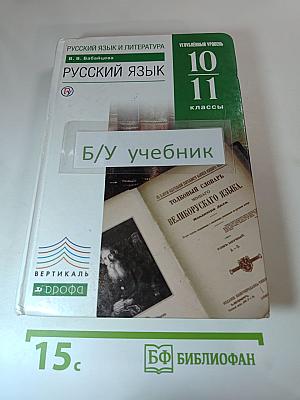 РУССКИЙ ЯЗЫК И ЛИТЕРАТУРА
УГЛУБЛЁННЫЙ УРОВЕНЬ
В. В. Бабайцева
РУССКИЙ ЯЗЫК
10
11
КЛАССЫ
Б/У учебник
ТОЛКОВЫЙ СЛОВАРЬ
ВЕЛИКОРУССКАГО ЯЗЫКА
ВЕРТИКАЛЬ
ДРОФА
15с
БФ БИБЛИОФАН